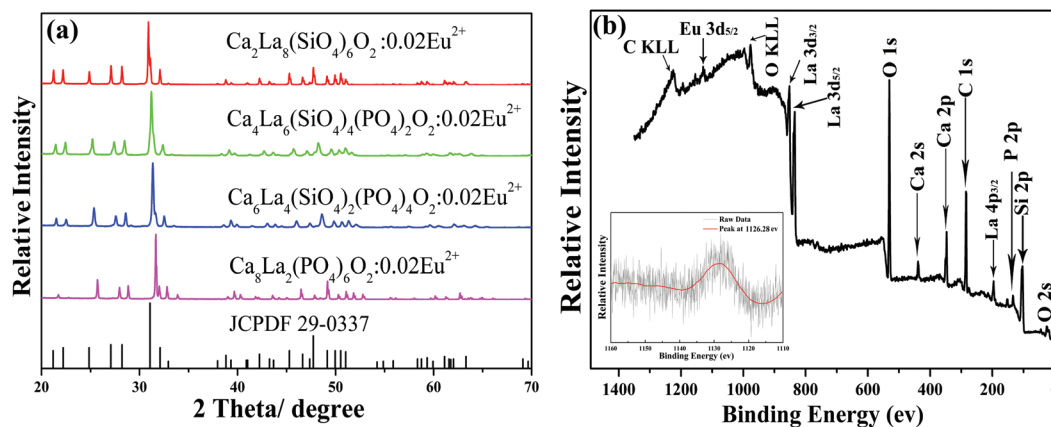 (a)
Ca2La8(SiO4)6O2:0.02Eu2+
Ca4La6(SiO4)4(PO4)2O2:0.02Eu2+
Ca6La4(SiO4)2(PO4)4O2:0.02Eu2+
Ca8La2(PO4)6O2:0.02Eu2+
JCPDF 29-0337
Relative Intensity
20 30 40 50 60 70
2 Theta/ degree
(b)
C KLL
Eu 3d5/2
O KLL
La 3d3/2
La 3d5/2
O 1s
Ca 2s
Ca 2p
C 1s
La 4p3/2
P 2p
Si 2p
O 2s
Relative Intensity
Raw Data
Peak at 1126.28 ev
Relative Intensity
1160 1150 1140 1130 1120 1110
Binding Energy (ev)
1400 1200 1000 800 600 400 200 0
Binding Energy (ev)